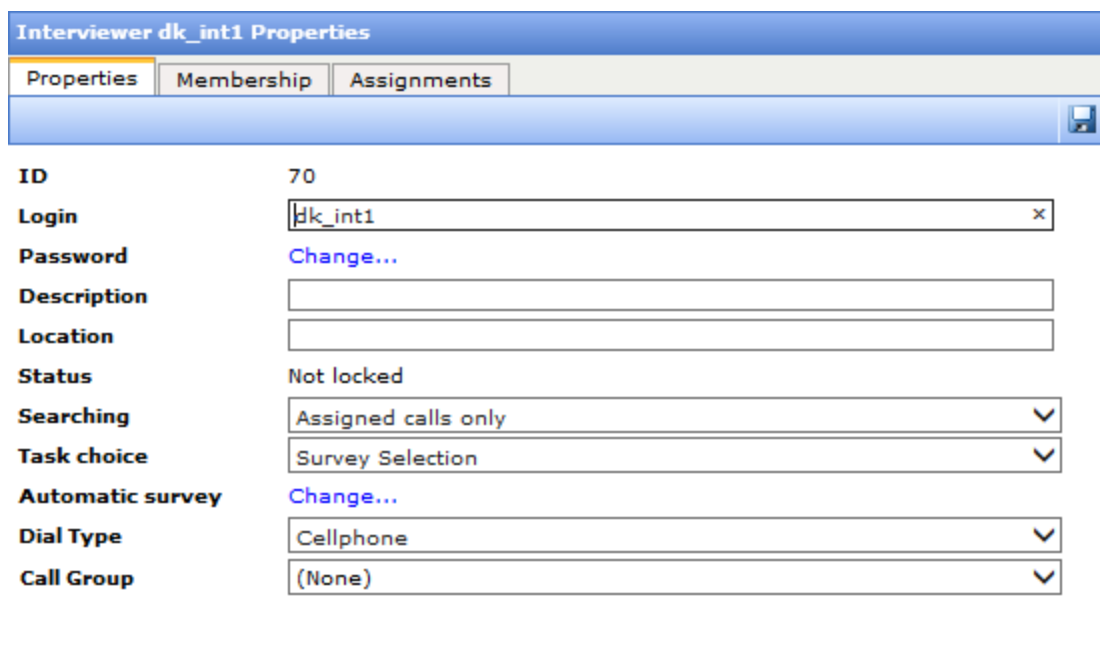 Interviewer dk_int1 Properties
Properties Membership Assignments
ID 70
Login dk_int1 ×
Password Change...
Description
Location
Status Not locked
Searching Assigned calls only
Task choice Survey Selection
Automatic survey Change...
Dial Type Cellphone
Call Group (None)